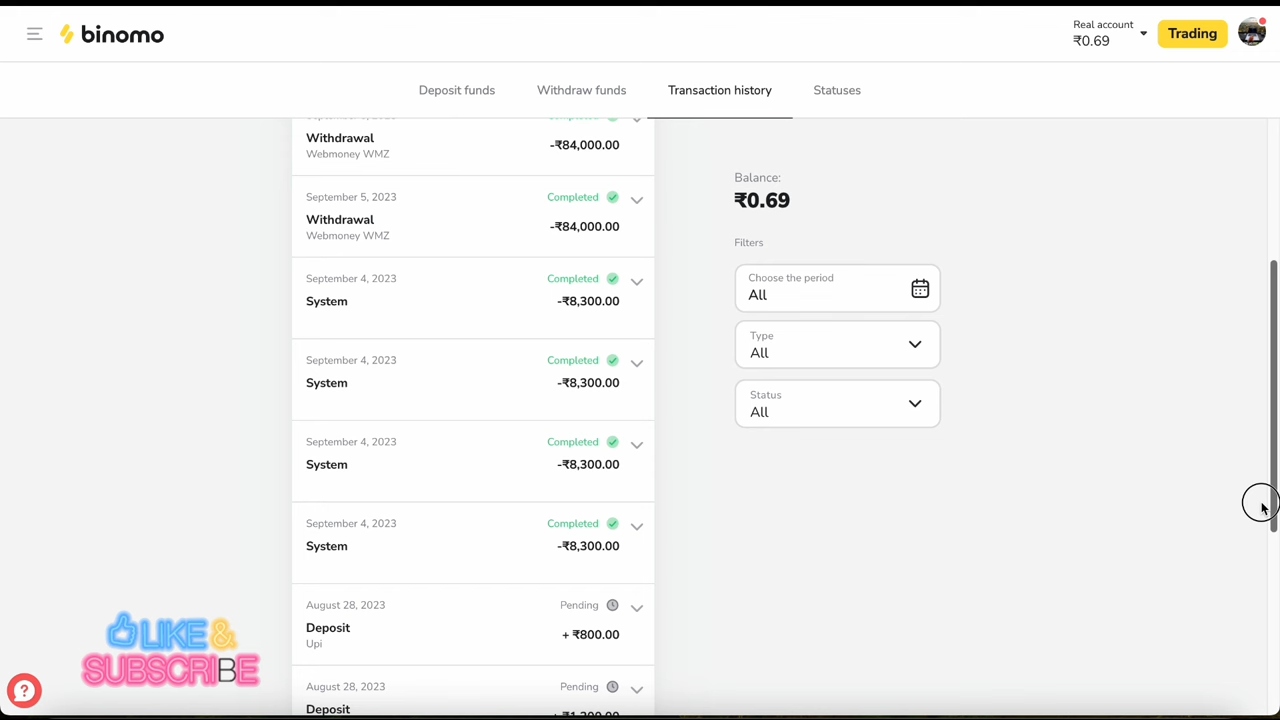 binomo
Real account
₹0.69
Trading
Deposit funds
Withdraw funds
Transaction history
Statuses
Withdrawal
Webmoney WMZ
-₹84,000.00
September 5, 2023
Completed
Withdrawal
Webmoney WMZ
-₹84,000.00
September 4, 2023
Completed
System
-₹8,300.00
September 4, 2023
Completed
System
-₹8,300.00
September 4, 2023
Completed
System
-₹8,300.00
September 4, 2023
Completed
System
-₹8,300.00
August 28, 2023
Pending
Deposit
Upi
+ ₹800.00
August 28, 2023
Pending
Deposit
Balance:
₹0.69
Filters
Choose the period
All
Type
All
Status
All
LIKE &
SUBSCRIBE